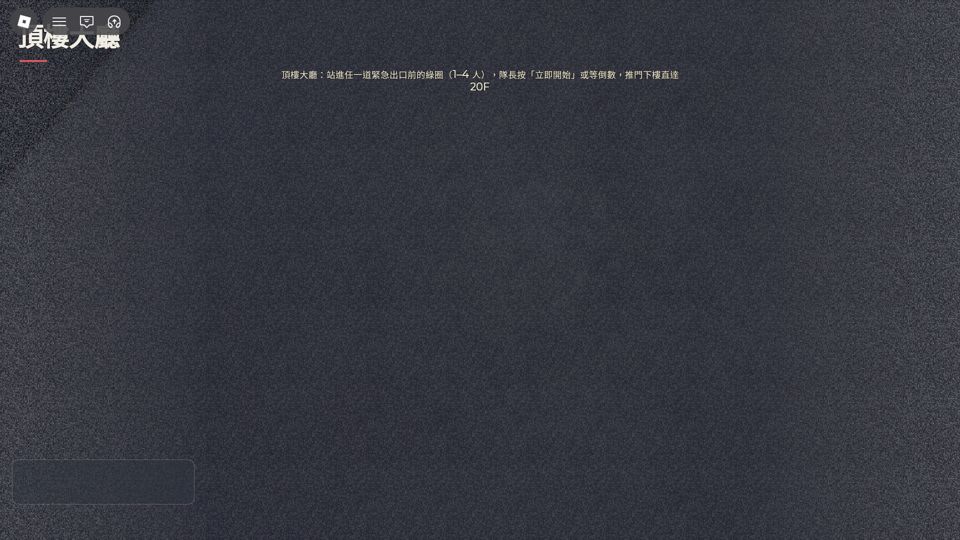 頂樓大廳
頂樓大廳：站進任一道緊急出口前的綠圈（1–4 人），隊長按「立即開始」或等倒數，推門下樓直達
20F